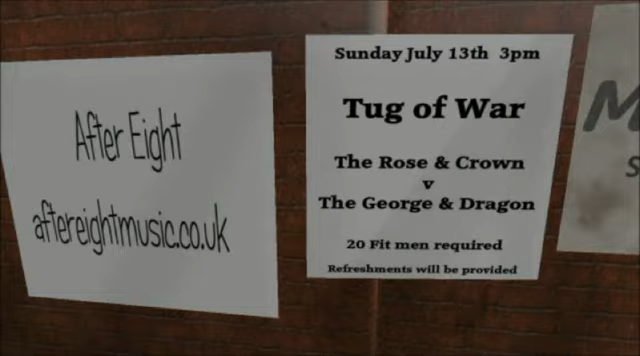 After Eight
aftereightmusic.co.uk
Sunday July 13th 3pm
Tug of War
The Rose & Crown
v
The George & Dragon
20 Fit men required
Refreshments will be provided